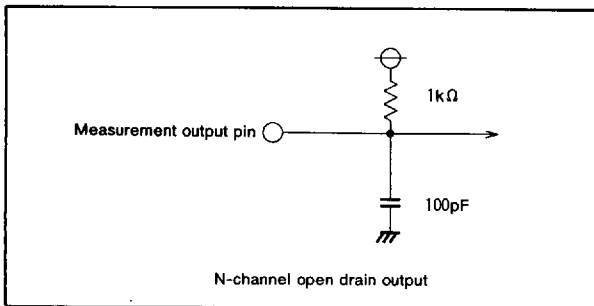 1kΩ
Measurement output pin
100pF
N-channel open drain output